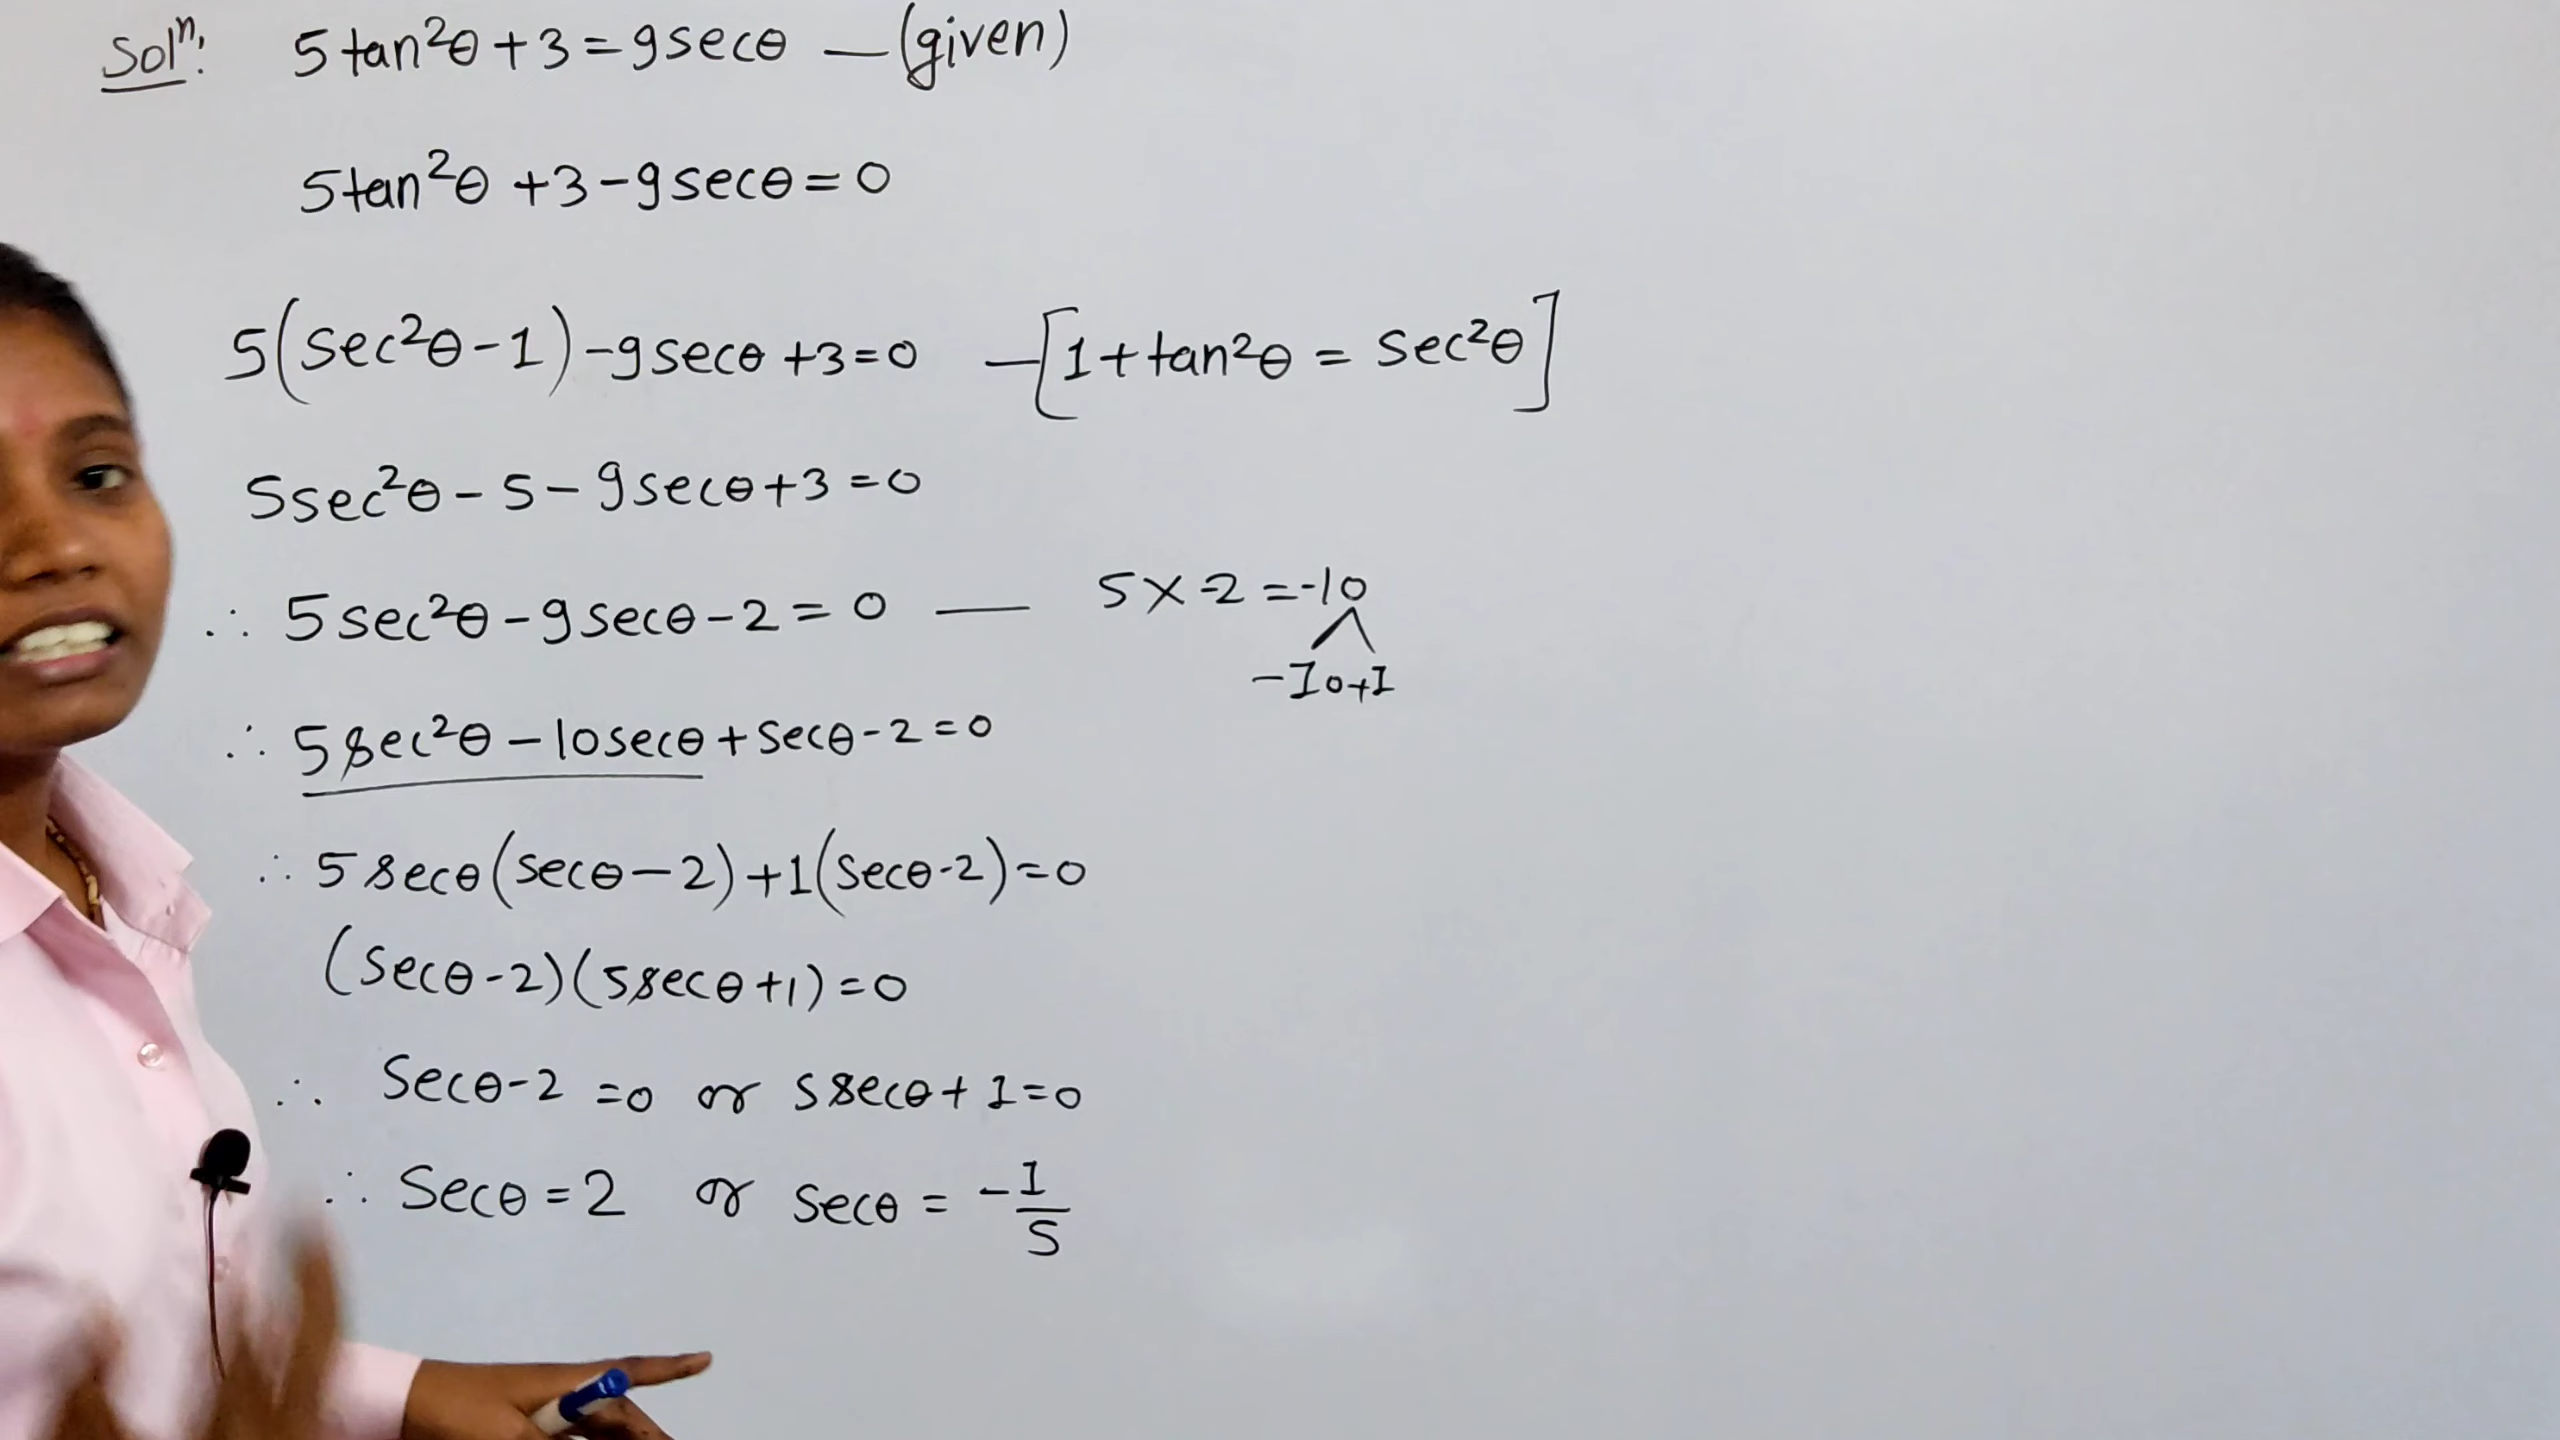 Solⁿ: 5tan²θ+3=9secθ —(given)
5tan²θ+3-9secθ=0
5(sec²θ-1)-9secθ+3=0 -[1+tan²θ = sec²θ]
5sec²θ-5-9secθ+3=0
∴ 5sec²θ-9secθ-2=0 — 5×-2=-10
-10+1
∴ 5sec²θ-10secθ+secθ-2=0
∴ 5secθ(secθ-2)+1(secθ-2)=0
(secθ-2)(5secθ+1)=0
∴ secθ-2=0 or 5secθ+1=0
∴ Secθ=2 or secθ = -1/5